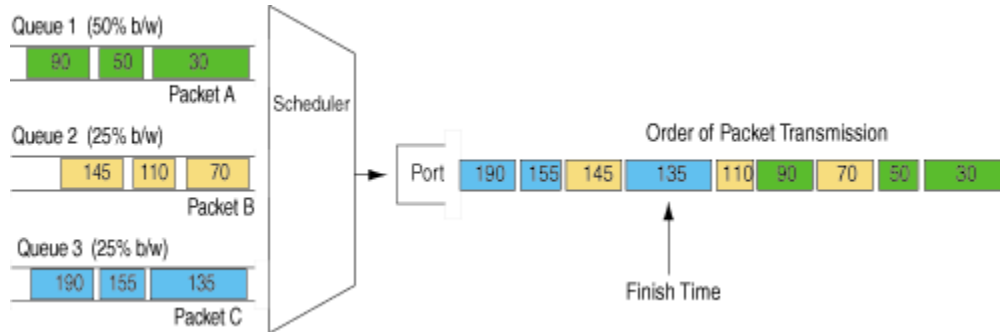 Queue 1 (50% b/w)
90 50 30
Packet A
Queue 2 (25% b/w)
145 110 70
Packet B
Queue 3 (25% b/w)
190 155 135
Packet C
Scheduler
Port
Order of Packet Transmission
190 155 145 135 110 90 70 50 30
Finish Time